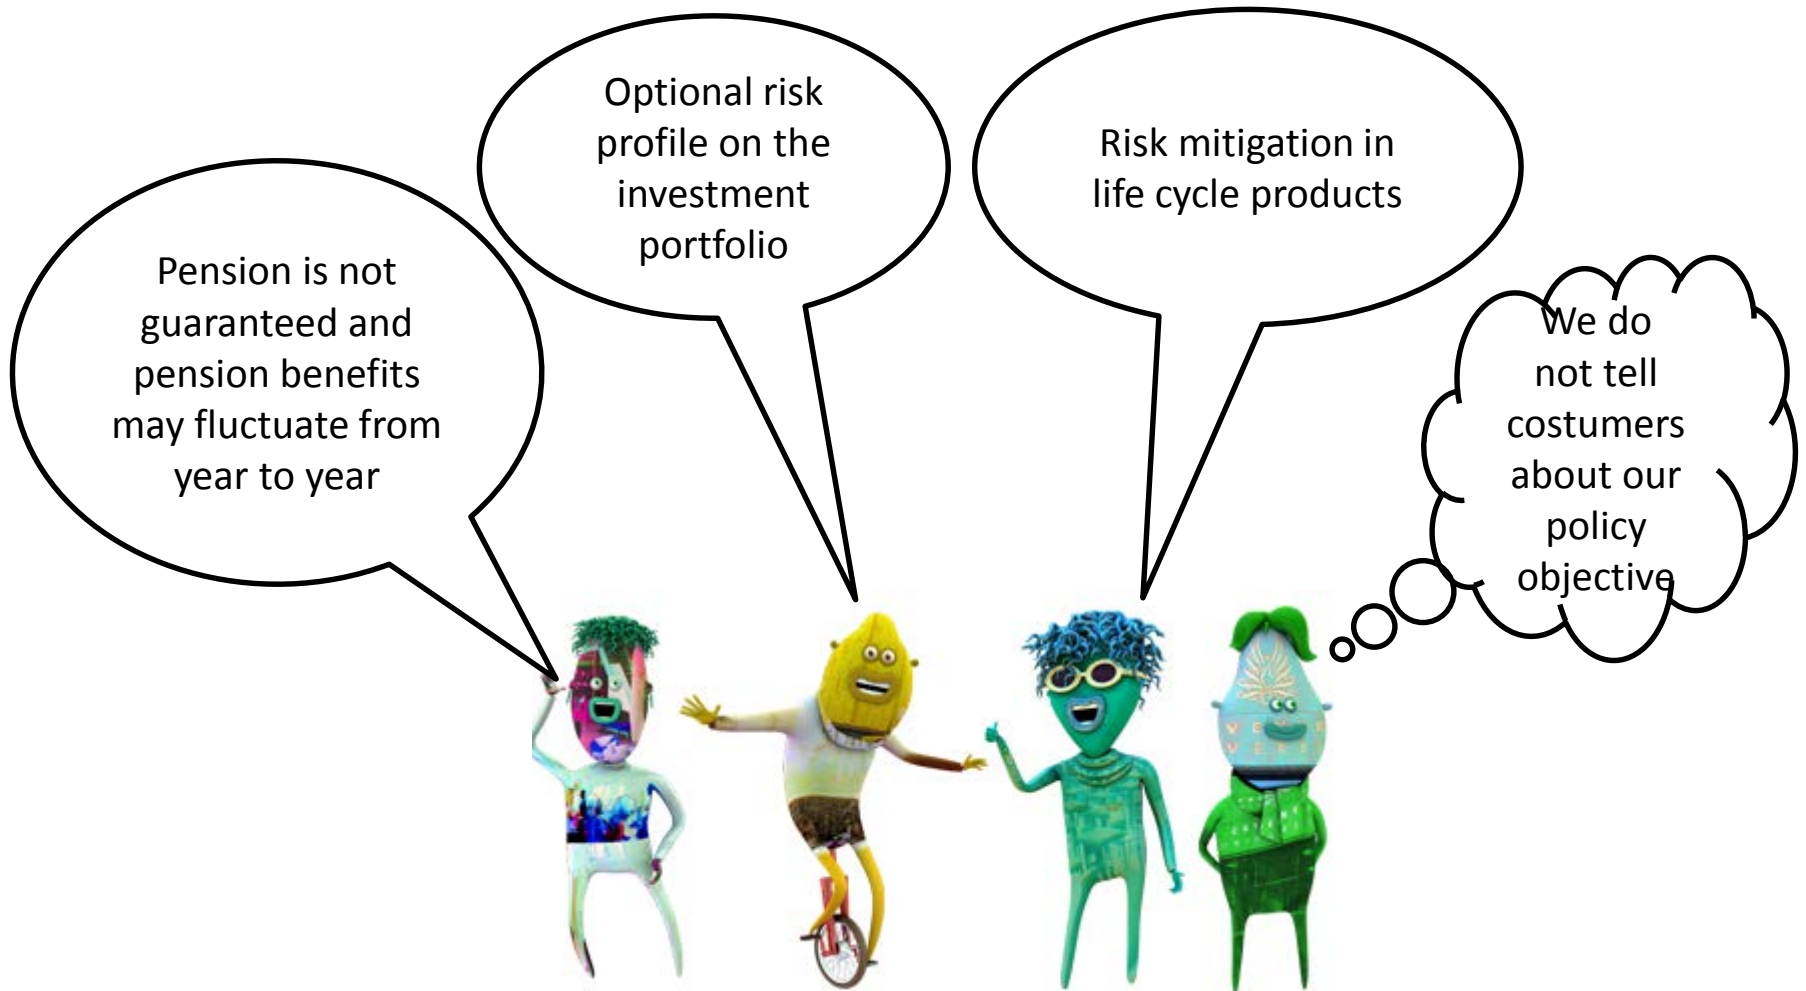 Pension is not
guaranteed and
pension benefits
may fluctuate from
year to year
Optional risk
profile on the
investment
portfolio
Risk mitigation in
life cycle products
We do
not tell
costumers
about our
policy
objective